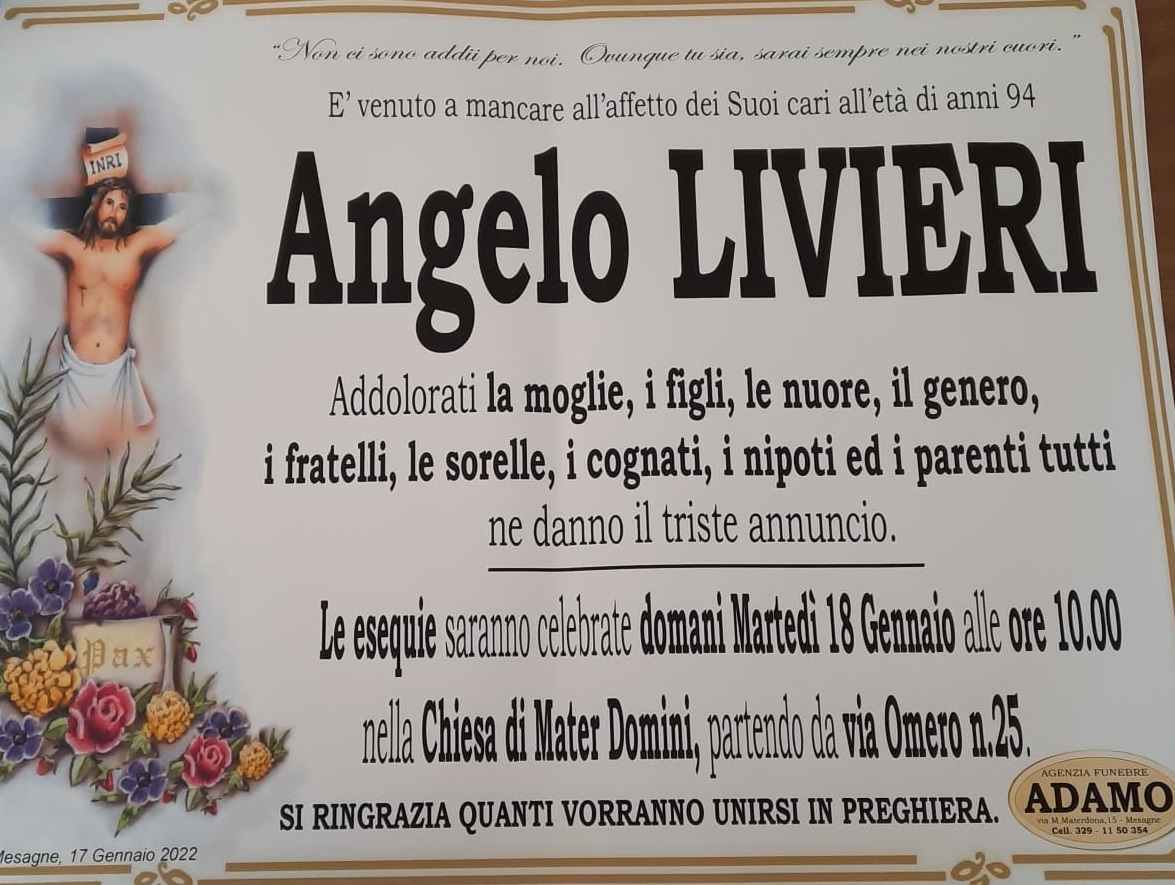 "Non ci sono addii per noi. Ovunque tu sia, sarai sempre nei nostri cuori."
E' venuto a mancare all'affetto dei Suoi cari all'età di anni 94
Angelo LIVIERI
INRI
Addolorati la moglie, i figli, le nuore, il genero,
i fratelli, le sorelle, i cognati, i nipoti ed i parenti tutti
ne danno il triste annuncio.
Le esequie saranno celebrate domani Martedì 18 Gennaio alle ore 10.00
nella Chiesa di Mater Domini, partendo da via Omero n.25.
Pax
SI RINGRAZIA QUANTI VORRANNO UNIRSI IN PREGHIERA.
AGENZIA FUNEBRE
ADAMO
via M.Materdona,15 - Mesagne
Cell. 329 - 11 50 354
Mesagne, 17 Gennaio 2022